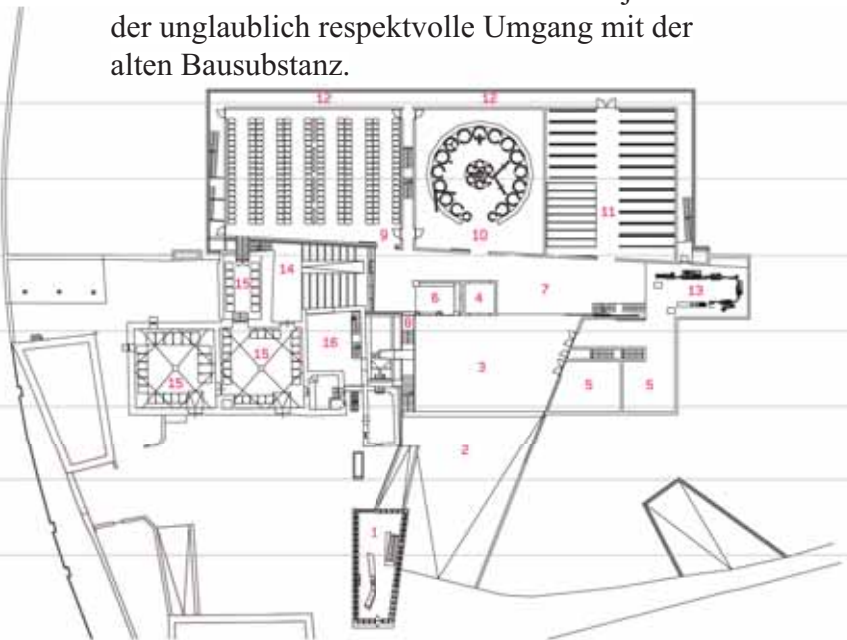 der unglaublich respektvolle Umgang mit der
alten Bausubstanz.
12 12
9 10 11
14 15 6 4 7 13
8
15 15 16 3 5 5
2
1